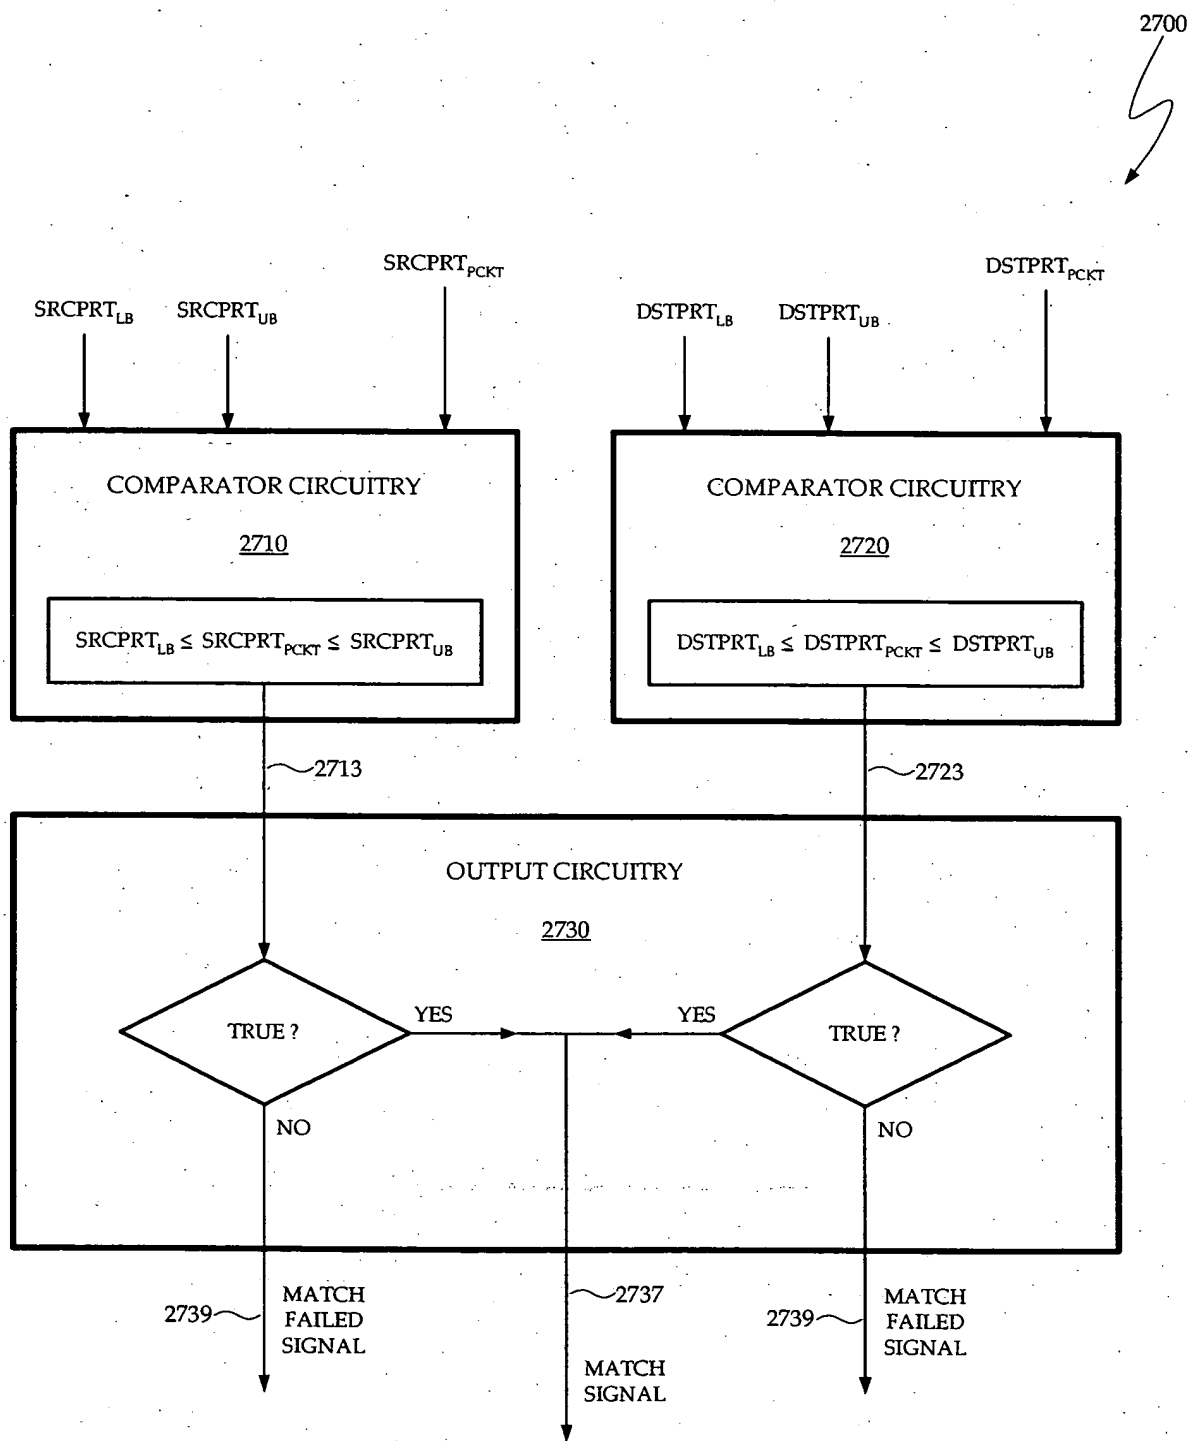 2700
SRCPRT_PCKT
DSTPRT_PCKT
SRCPRT_LB
SRCPRT_UB
DSTPRT_LB
DSTPRT_UB
COMPARATOR CIRCUITRY
2710
SRCPRT_LB ≤ SRCPRT_PCKT ≤ SRCPRT_UB
COMPARATOR CIRCUITRY
2720
DSTPRT_LB ≤ DSTPRT_PCKT ≤ DSTPRT_UB
2713
2723
OUTPUT CIRCUITRY
2730
TRUE ?
YES
NO
YES
TRUE ?
NO
2739
MATCH
FAILED
SIGNAL
2737
MATCH
SIGNAL
2739
MATCH
FAILED
SIGNAL